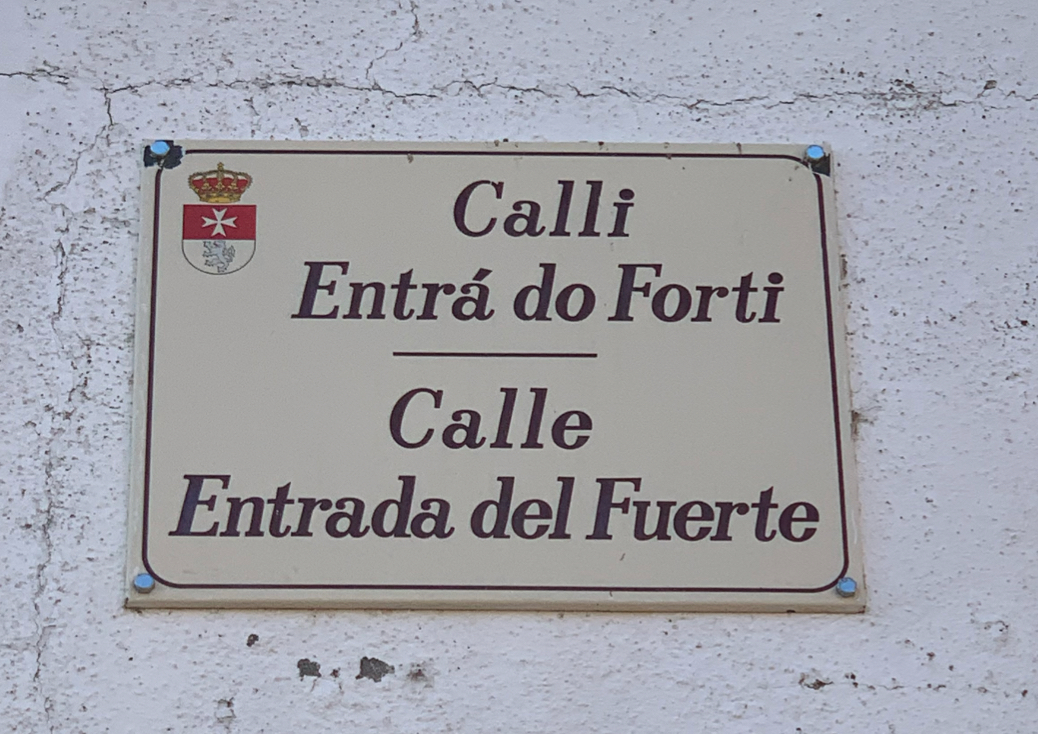 Calli
Entrá do Forti
Calle
Entrada del Fuerte